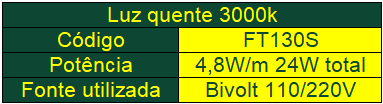 Luz quente 3000k
Código FT130S
Potência 4,8W/m 24W total
Fonte utilizada Bivolt 110/220V